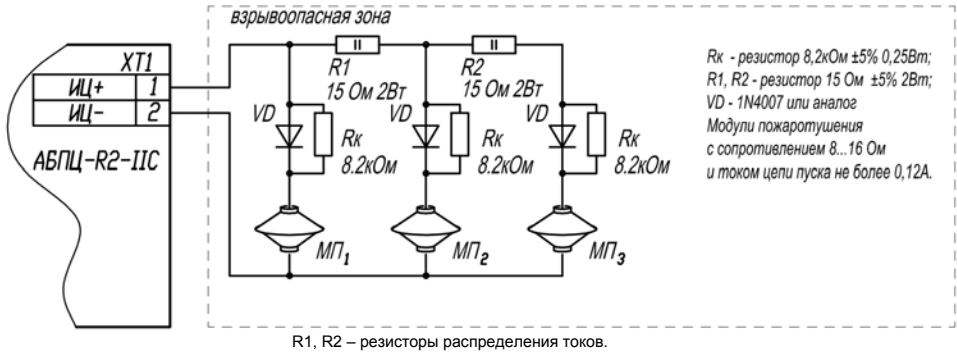 взрывоопасная зона
XT1
ИЦ+ 1
ИЦ- 2
АБПЦ-R2-IIC
R1
15 Ом 2Вт
R2
15 Ом 2Вт
VD
Rк
8.2кОм
VD
Rк
8.2кОм
VD
Rк
8.2кОм
МП1
МП2
МП3
Rк - резистор 8,2кОм ±5% 0,25Вт;
R1, R2 - резистор 15 Ом ±5% 2Вт;
VD - 1N4007 или аналог
Модули пожаротушения
с сопротивлением 8...16 Ом
и током цепи пуска не более 0,12А.
R1, R2 – резисторы распределения токов.